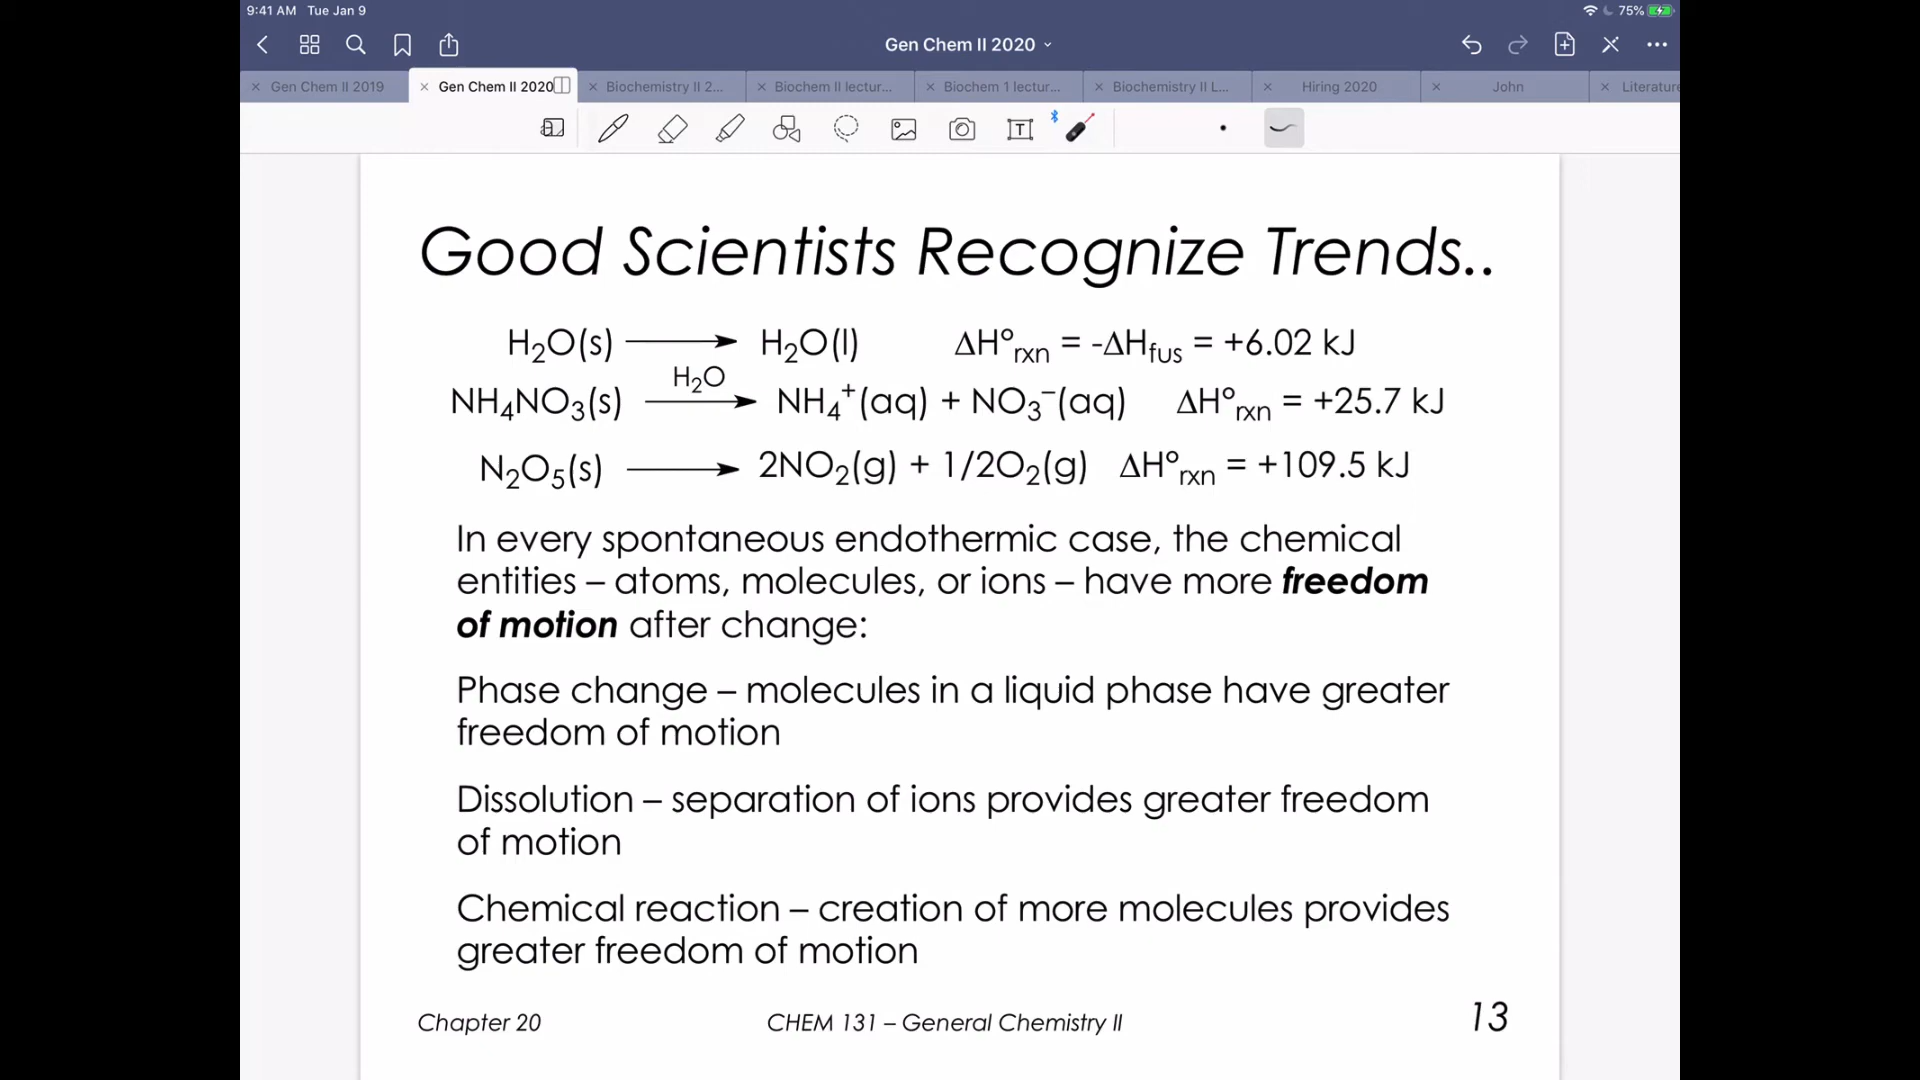 9:41 AM Tue Jan 9
75%
Gen Chem II 2020
Gen Chem II 2019
Gen Chem II 2020
Biochemistry II 2...
Biochem II lectur...
Biochem 1 lectur...
Biochemistry II L...
Hiring 2020
John
Literature
T
Good Scientists Recognize Trends..
H₂O(s) ⟶ H₂O(l) ΔH°rxn = -ΔHfus = +6.02 kJ
H₂O
NH₄NO₃(s) ⟶ NH₄⁺(aq) + NO₃⁻(aq) ΔH°rxn = +25.7 kJ
N₂O₅(s) ⟶ 2NO₂(g) + 1/2O₂(g) ΔH°rxn = +109.5 kJ
In every spontaneous endothermic case, the chemical
entities – atoms, molecules, or ions – have more freedom
of motion after change:
Phase change – molecules in a liquid phase have greater
freedom of motion
Dissolution – separation of ions provides greater freedom
of motion
Chemical reaction – creation of more molecules provides
greater freedom of motion
Chapter 20
CHEM 131 – General Chemistry II
13